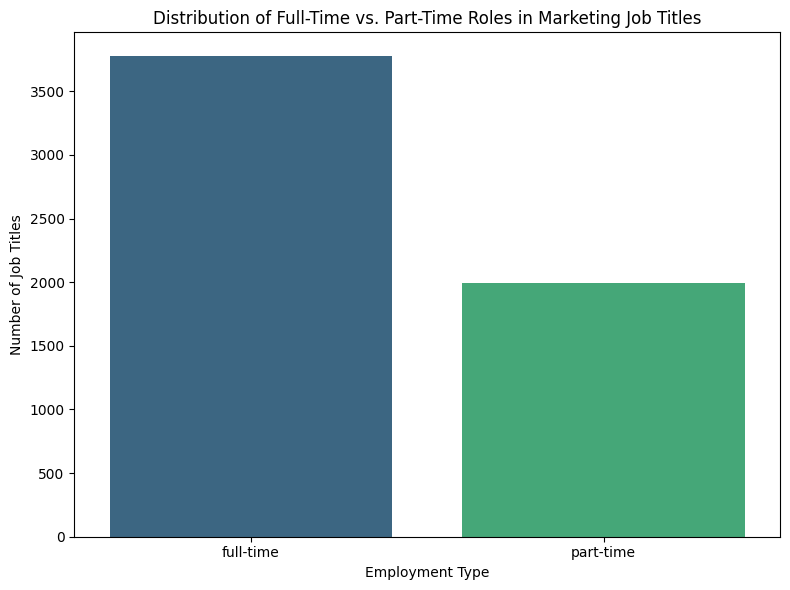 Distribution of Full-Time vs. Part-Time Roles in Marketing Job Titles
Number of Job Titles
3500
3000
2500
2000
1500
1000
500
0
full-time
part-time
Employment Type